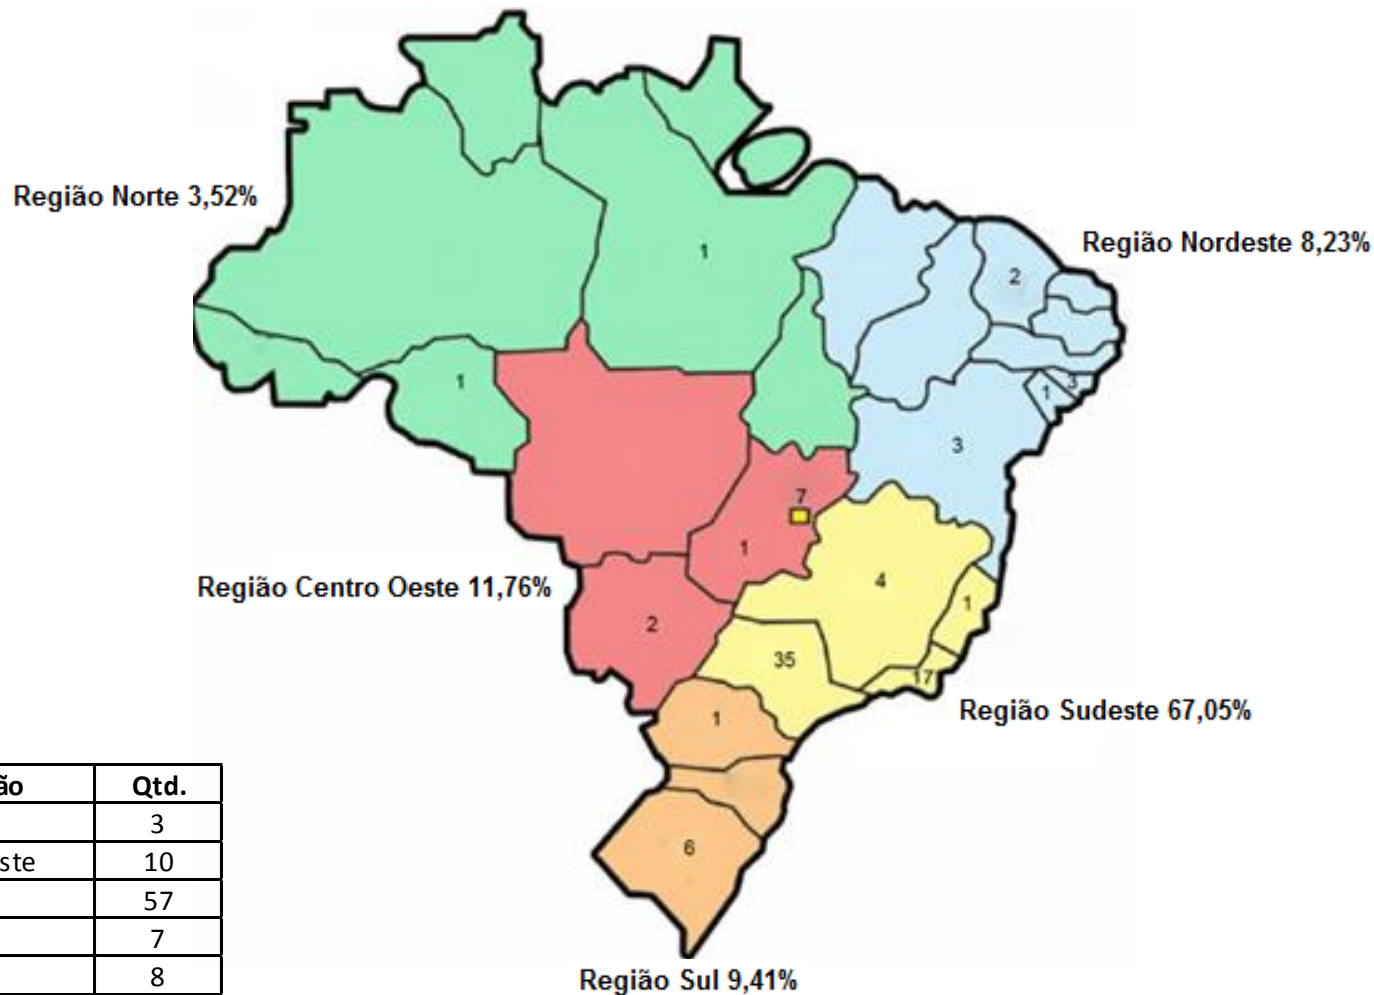 Região Norte 3,52%
Região Nordeste 8,23%
1
2
1
1 3
3
7
1
4
1
Região Centro Oeste 11,76%
2
35
17
Região Sudeste 67,05%
1
6
Região Sul 9,41%
ão Qtd.
3
ste 10
57
7
8